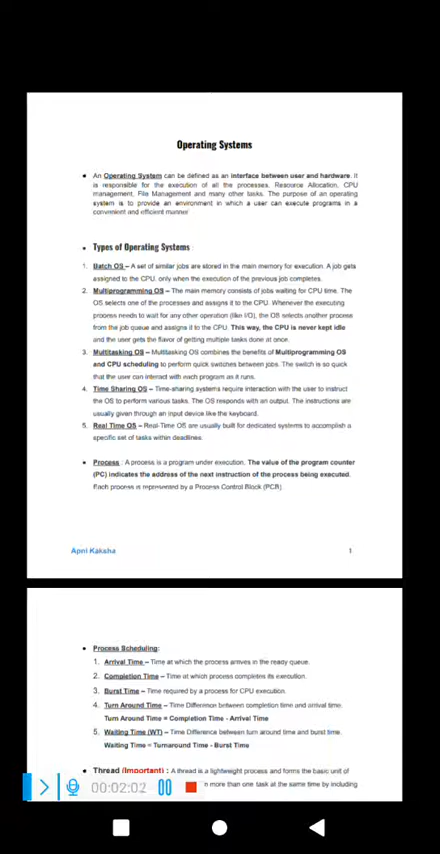 Operating Systems
● An Operating System can be defined as an interface between user and hardware. It
is responsible for the execution of all the processes, Resource Allocation, CPU
management, File Management and many other tasks. The purpose of an operating
system is to provide an environment in which a user can execute programs in a
convenient and efficient manner
● Types of Operating Systems :
1. Batch OS – A set of similar jobs are stored in the main memory for execution. A job gets
assigned to the CPU, only when the execution of the previous job completes.
2. Multiprogramming OS – The main memory consists of jobs waiting for CPU time. The
OS selects one of the processes and assigns it to the CPU. Whenever the executing
process needs to wait for any other operation (like I/O), the OS selects another process
from the job queue and assigns it to the CPU. This way, the CPU is never kept idle
and the user gets the flavor of getting multiple tasks done at once.
3. Multitasking OS – Multitasking OS combines the benefits of Multiprogramming OS
and CPU scheduling to perform quick switches between jobs. The switch is so quick
that the user can interact with each program as it runs.
4. Time Sharing OS – Time-sharing systems require interaction with the user to instruct
the OS to perform various tasks. The OS responds with an output. The instructions are
usually given through an input device like the keyboard.
5. Real Time OS – Real-Time OS are usually built for dedicated systems to accomplish a
specific set of tasks within deadlines.
● Process : A process is a program under execution. The value of the program counter
(PC) indicates the address of the next instruction of the process being executed.
Each process is represented by a Process Control Block (PCB)
Apni Kaksha 1
● Process Scheduling:
1. Arrival Time – Time at which the process arrives in the ready queue.
2. Completion Time – Time at which process completes its execution.
3. Burst Time – Time required by a process for CPU execution.
4. Turn Around Time – Time Difference between completion time and arrival time.
Turn Around Time = Completion Time - Arrival Time
5. Waiting Time (WT) – Time Difference between turn around time and burst time.
Waiting Time = Turnaround Time - Burst Time
● Thread (Important) : A thread is a lightweight process and forms the basic unit of
00:02:02 n more than one task at the same time by including